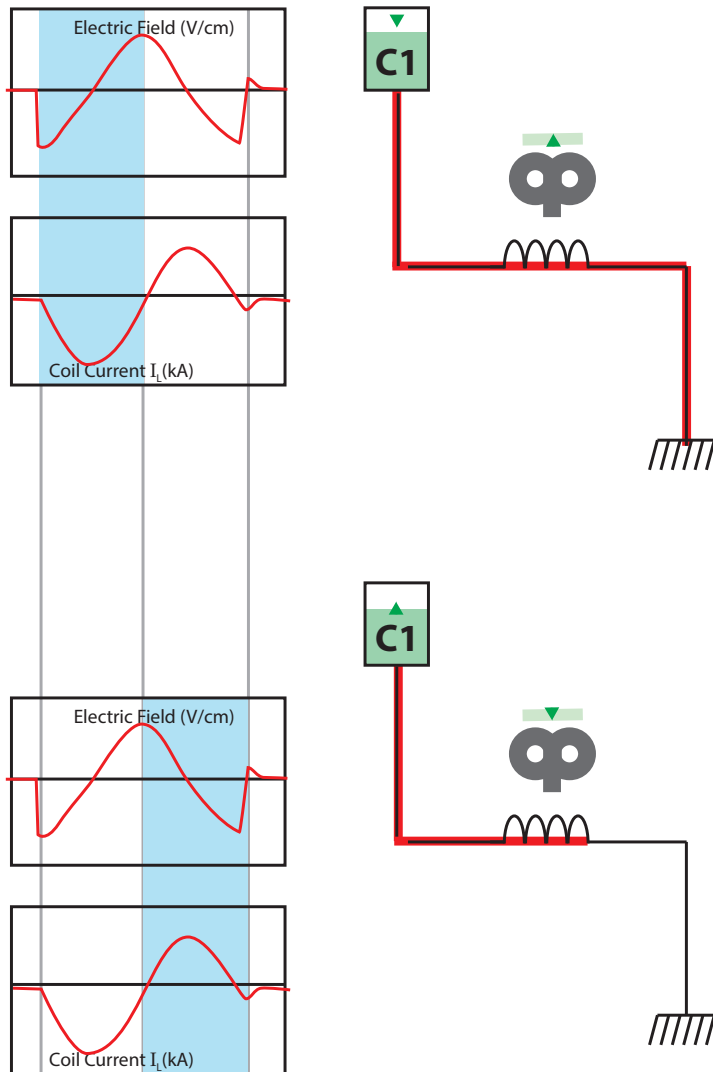 Electric Field (V/cm)
C1
Coil Current I_L(kA)
C1
Electric Field (V/cm)
Coil Current I_L(kA)